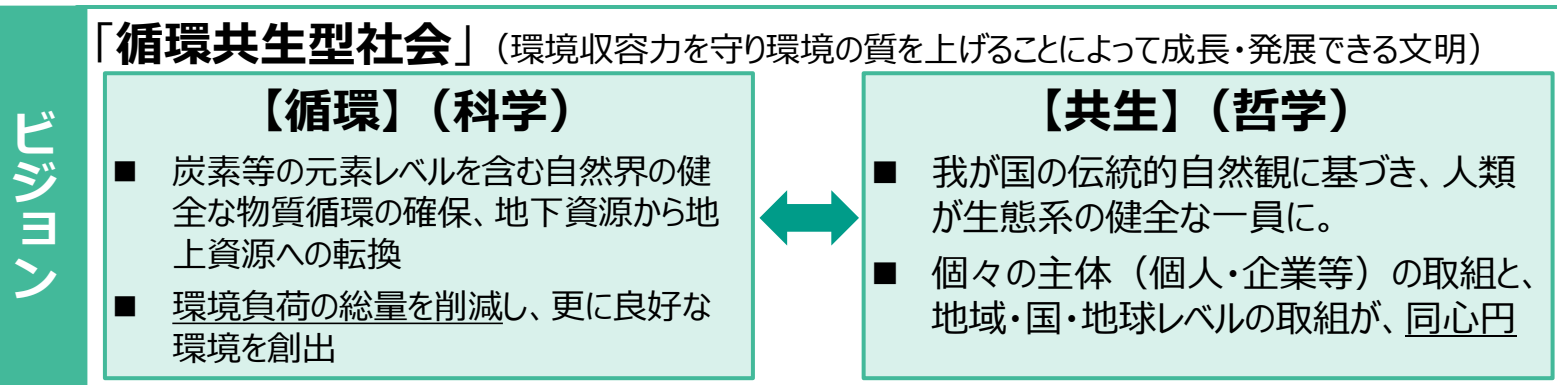 ビジョン
「循環共生型社会」（環境収容力を守り環境の質を上げることによって成長・発展できる文明）
【循環】（科学）
■ 炭素等の元素レベルを含む自然界の健
全な物質循環の確保、地下資源から地
上資源への転換
■ 環境負荷の総量を削減し、更に良好な
環境を創出
【共生】（哲学）
■ 我が国の伝統的自然観に基づき、人類
が生態系の健全な一員に。
■ 個々の主体（個人・企業等）の取組と、
地域・国・地球レベルの取組が、同心円